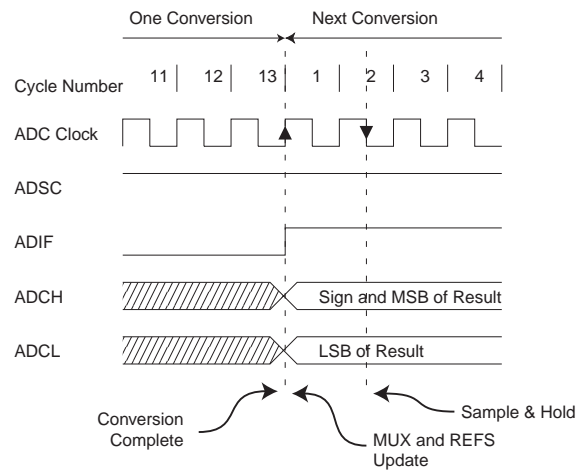 One Conversion Next Conversion
Cycle Number 11 12 13 1 2 3 4
ADC Clock
ADSC
ADIF
ADCH Sign and MSB of Result
ADCL LSB of Result
Conversion
Complete
MUX and REFS
Update
Sample & Hold